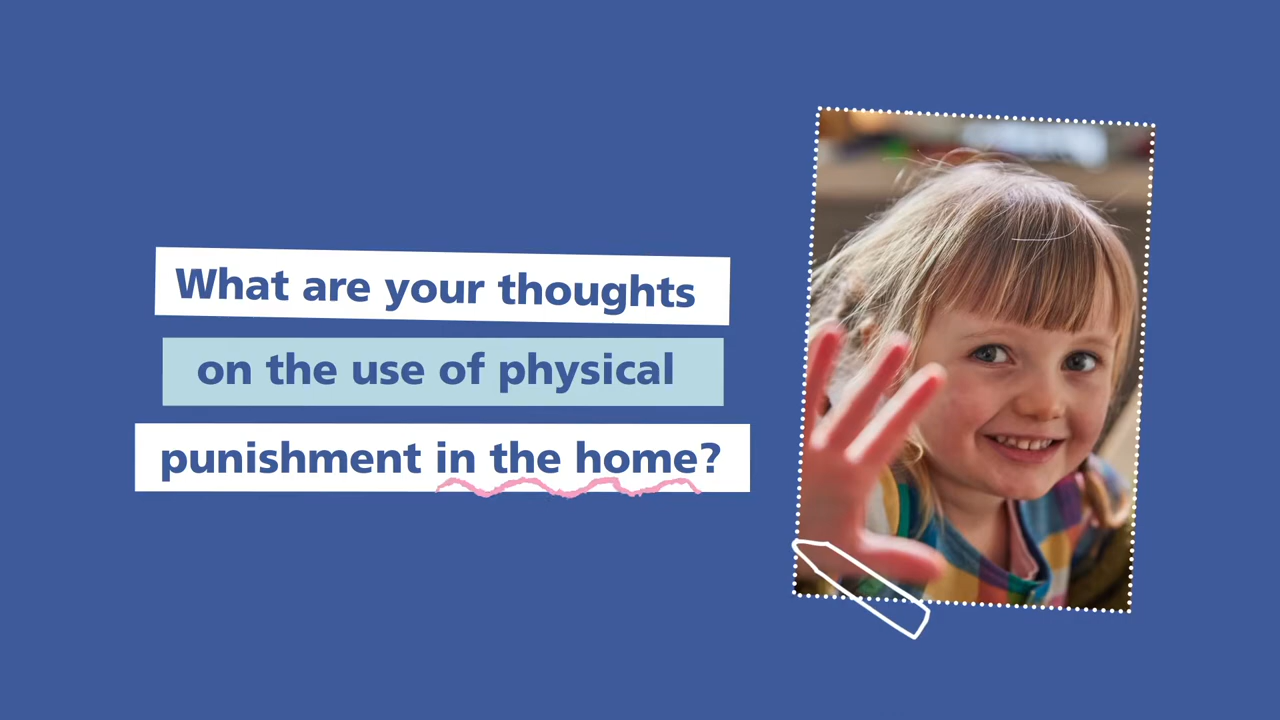 What are your thoughts
on the use of physical
punishment in the home?